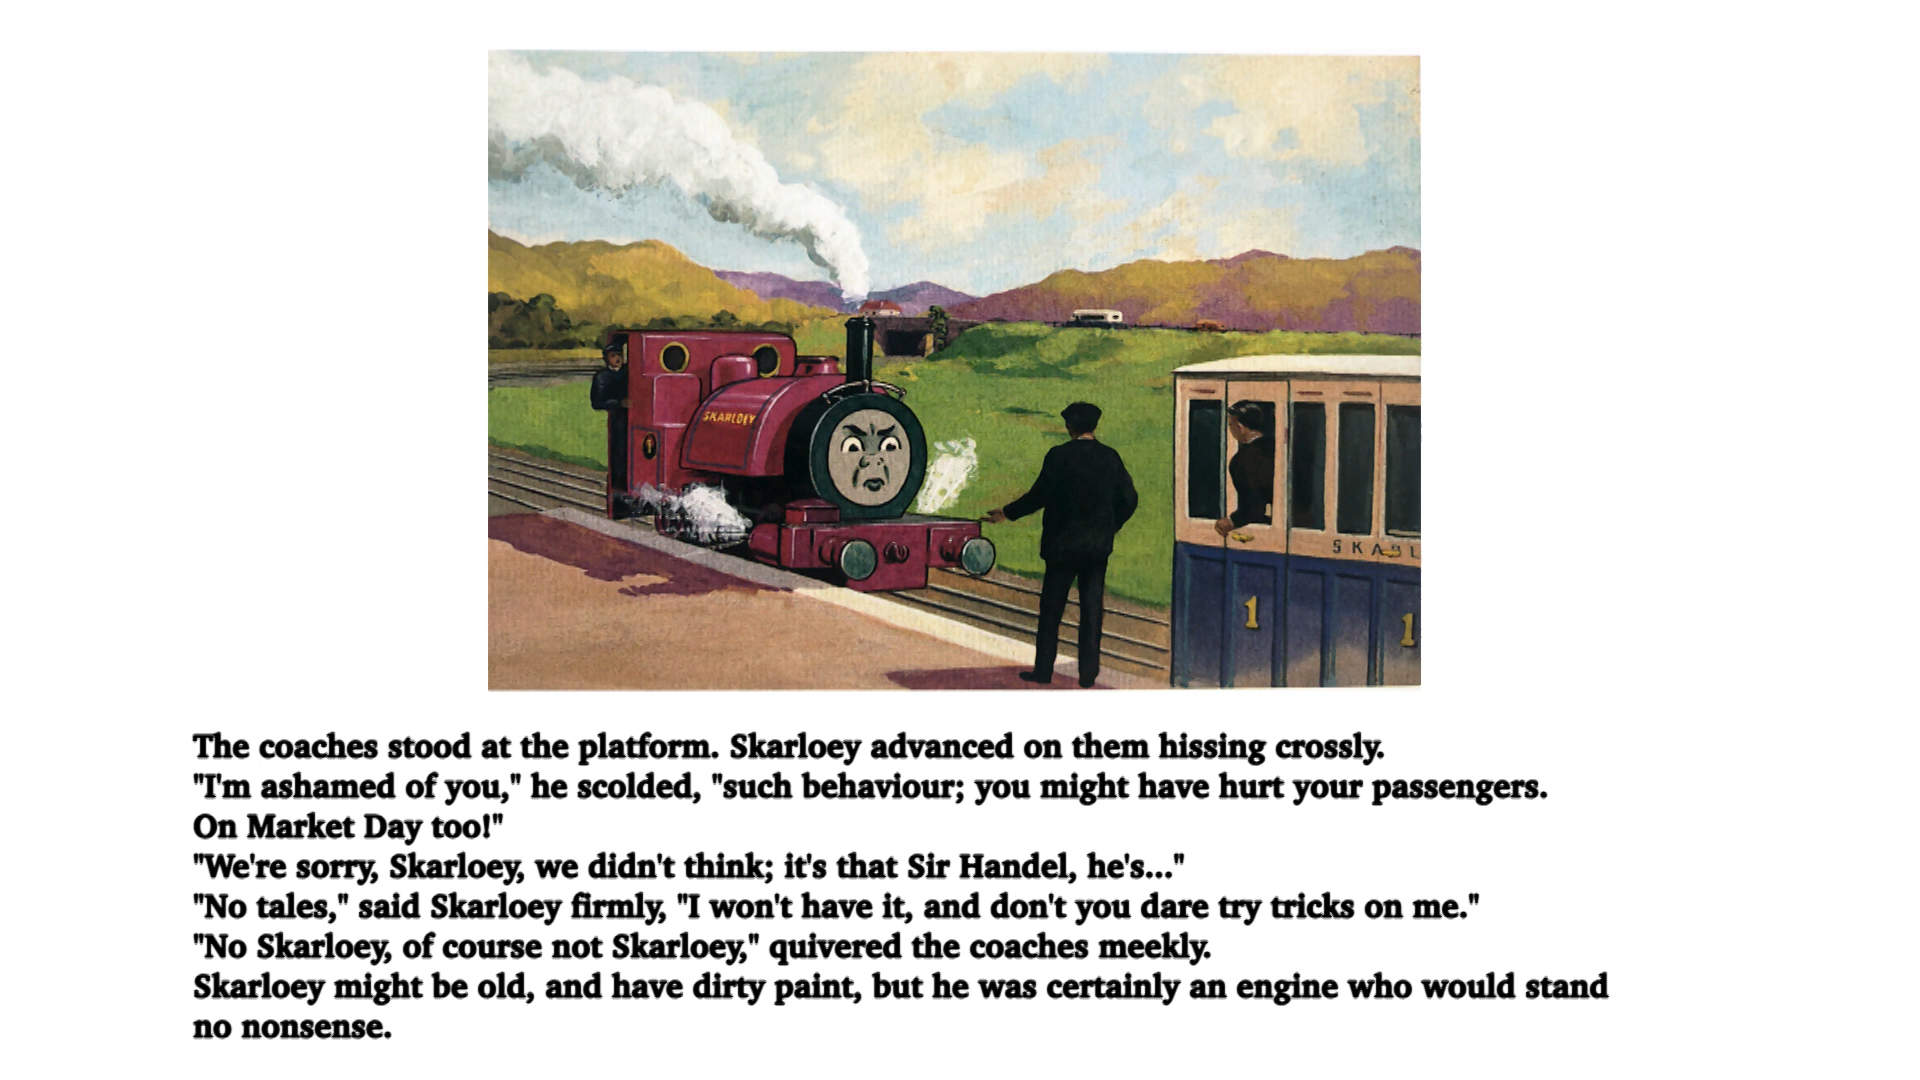 SKARLOEY
1
1
The coaches stood at the platform. Skarloey advanced on them hissing crossly.
"I'm ashamed of you," he scolded, "such behaviour; you might have hurt your passengers.
On Market Day too!"
"We're sorry, Skarloey, we didn't think; it's that Sir Handel, he's..."
"No tales," said Skarloey firmly, "I won't have it, and don't you dare try tricks on me."
"No Skarloey, of course not Skarloey," quivered the coaches meekly.
Skarloey might be old, and have dirty paint, but he was certainly an engine who would stand
no nonsense.